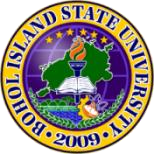 BOHOL ISLAND STATE UNIVERSITY
• 2009 •